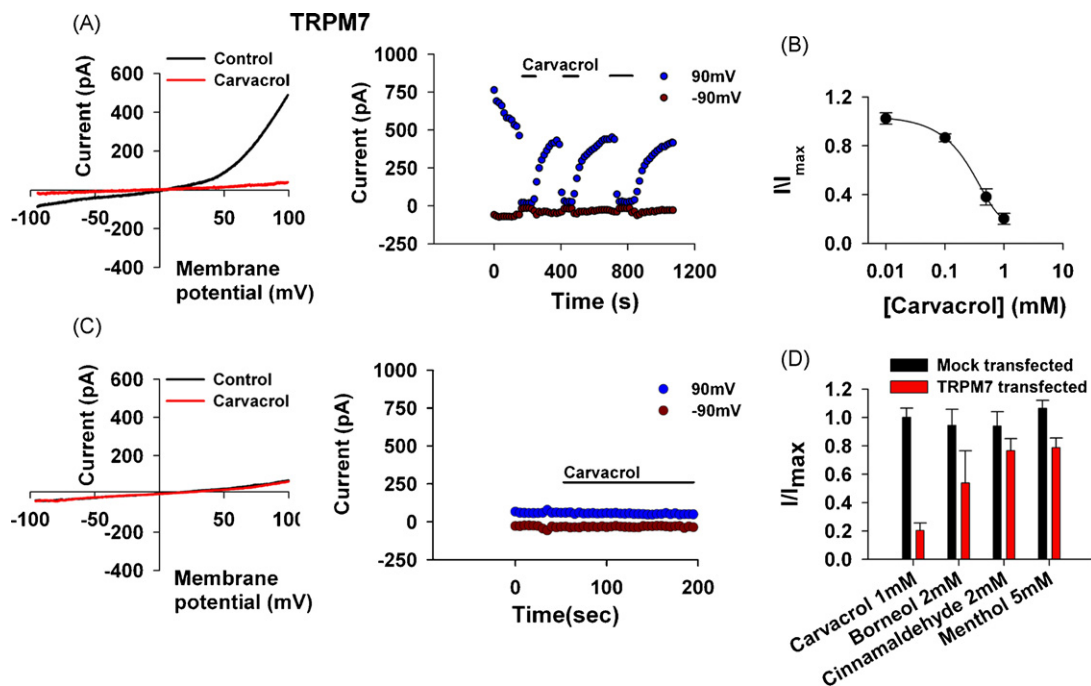 (A)
TRPM7
Control
Carvacrol
Current (pA)
600
400
200
-100
-50
50
100
-200
-400
Membrane
potential (mV)
Current (pA)
1000
750
500
250
0
-250
Carvacrol
90mV
-90mV
0
400
800
1200
Time (s)
(B)
I\I max
1.2
0.8
0.4
0.0
0.01
0.1
1
10
[Carvacrol] (mM)
(C)
Control
Carvacrol
Current (pA)
600
400
200
-100
-50
50
-200
-400
Membrane
potential (mV)
Current (pA)
1000
750
500
250
0
-250
90mV
-90mV
Carvacrol
0
100
200
Time(sec)
(D)
Mock transfected
TRPM7 transfected
I/Imax
1.2
1.0
0.8
0.6
0.4
0.2
0.0
Carvacrol 1mM
Borneol 2mM
Cinnamaldehyde 2mM
Menthol 5mM